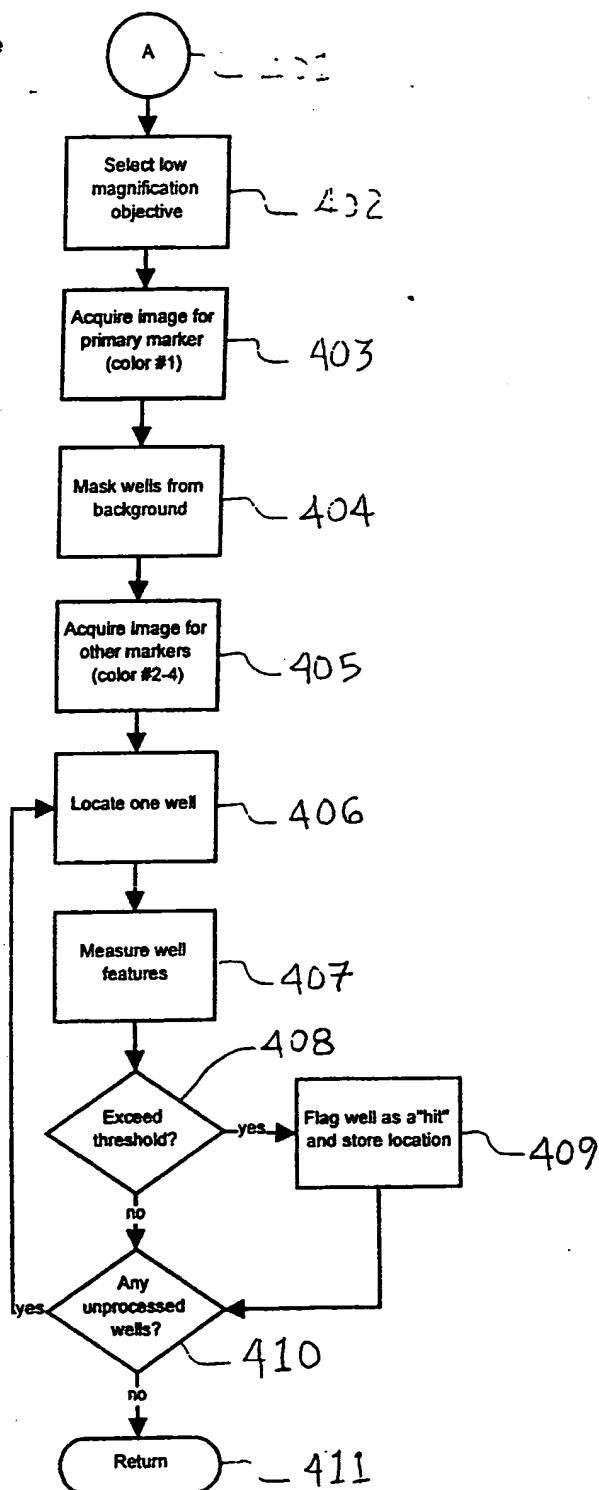 A
Select low
magnification
objective
402
Acquire image for
primary marker
(color #1)
403
Mask wells from
background
404
Acquire image for
other markers
(color #2-4)
405
Locate one well
406
Measure well
features
407
408
Exceed
threshold?
yes
Flag well as a"hit"
and store location
409
no
Any
unprocessed
wells?
yes
410
no
Return
411